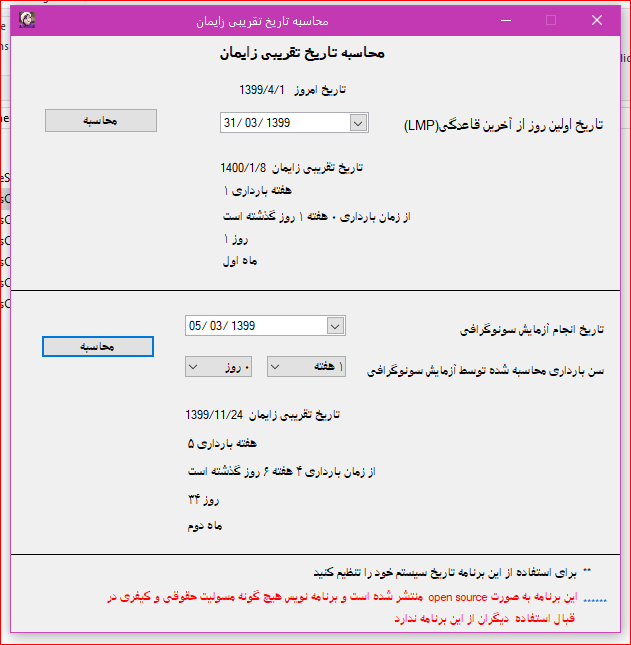 محاسبه تاریخ تقریبی زایمان
محاسبه تاریخ تقریبی زایمان
تاریخ امروز 1399/4/1
تاریخ اولین روز از آخرین قاعدگی(LMP)
31/ 03/ 1399
محاسبه
تاریخ تقریبی زایمان 1400/1/8
هفته بارداری ۱
از زمان بارداری ۰ هفته ۱ روز گذشته است
روز ۱
ماه اول
تاریخ انجام آزمایش سونوگرافی
05/ 03/ 1399
محاسبه
سن بارداری محاسبه شده توسط آزمایش سونوگرافی
۱ هفته
۰ روز
تاریخ تقریبی زایمان 1399/11/24
هفته بارداری ۵
از زمان بارداری ۴ هفته ۶ روز گذشته است
روز ۳۴
ماه دوم
** برای استفاده از این برنامه تاریخ سیستم خود را تنظیم کنید
****** این برنامه به صورت open source منتشر شده است و برنامه نویس هیچ گونه مسولیت حقوقی و کیفری در
قبال استفاده دیگران از این برنامه ندارد